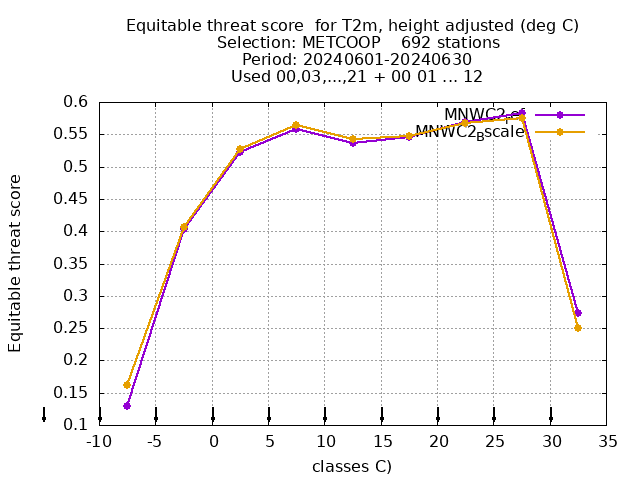 Equitable threat score for T2m, height adjusted (deg C)
Selection: METCOOP 692 stations
Period: 20240601-20240630
Used 00,03,...,21 + 00 01 ... 12
0.6
0.55
0.5
0.45
0.4
0.35
0.3
0.25
0.2
0.15
0.1
Equitable threat score
MNWC2
MNWC2_Bscale
-10 -5 0 5 10 15 20 25 30 35
classes C)